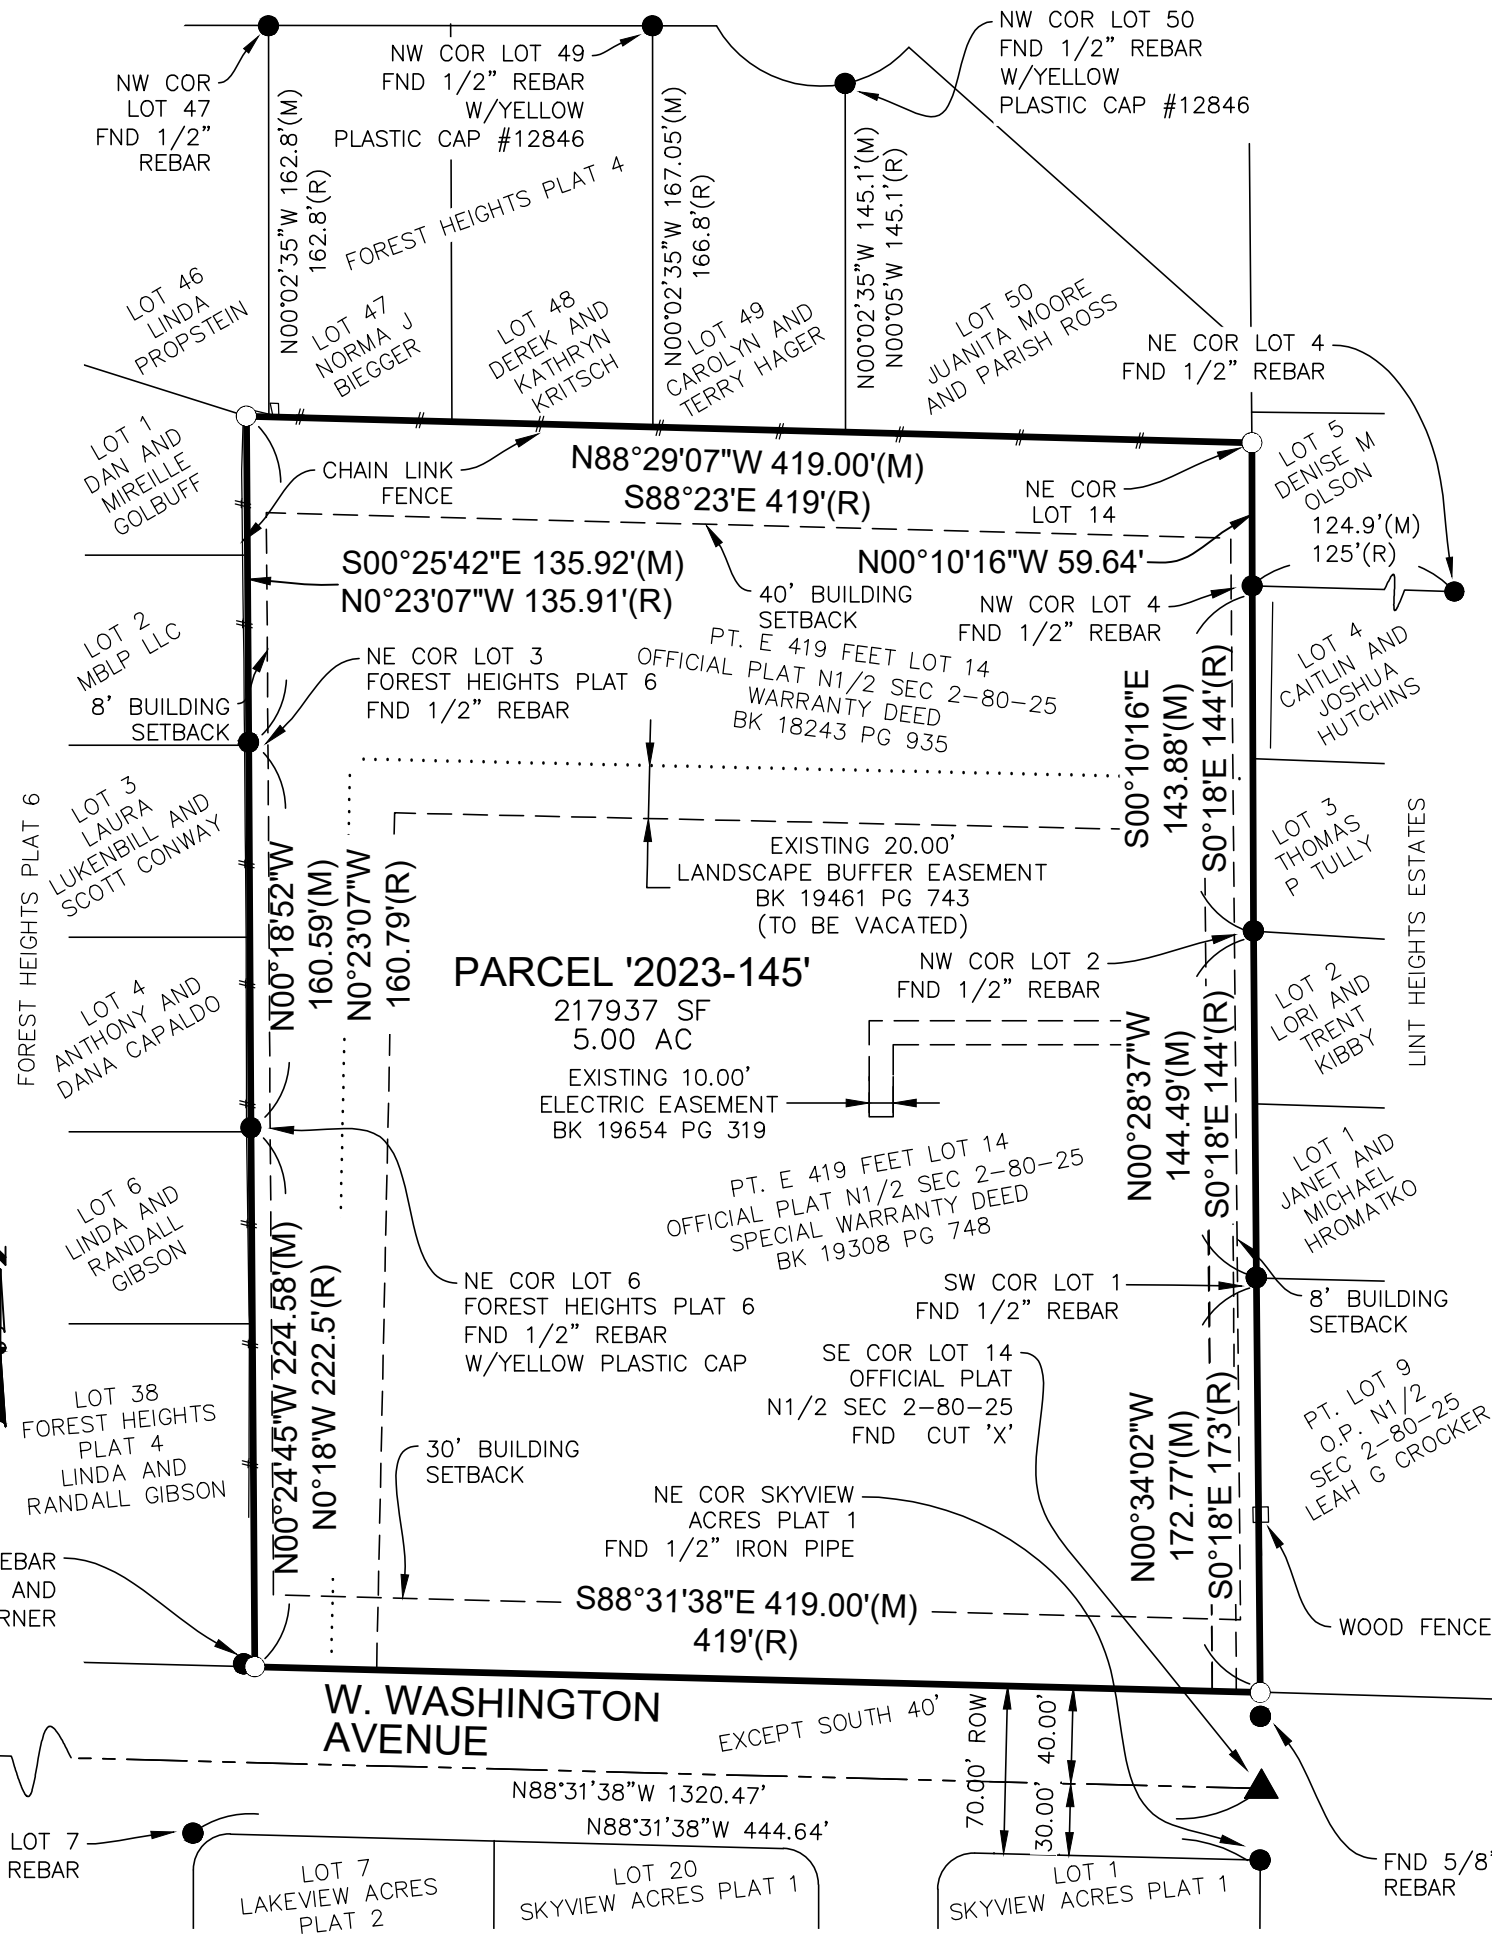 NW COR
LOT 47
FND 1/2"
REBAR
NW COR LOT 49
FND 1/2" REBAR
W/YELLOW
PLASTIC CAP #12846
NW COR LOT 50
FND 1/2" REBAR
W/YELLOW
PLASTIC CAP #12846
N00°02'35"W 162.8'(M)
162.8'(R)
FOREST HEIGHTS PLAT 4
N00°02'35"W 167.05'(M)
166.8'(R)
N00°02'35"W 145.1'(M)
N00°05'W 145.1'(R)
LOT 46
LINDA
PROPSTEIN
LOT 47
NORMA J
BIEGGER
LOT 48
DEREK AND
KATHRYN
KRITSCH
LOT 49
CAROLYN AND
TERRY HAGER
LOT 50
JUANITA MOORE
AND PARISH ROSS
NE COR LOT 4
FND 1/2" REBAR
LOT 1
DAN AND
MIREILLE
GOLBUFF
CHAIN LINK
FENCE
N88°29'07"W 419.00'(M)
S88°23'E 419'(R)
NE COR
LOT 14
LOT 5
DENISE M
OLSON
124.9'(M)
125'(R)
S00°25'42"E 135.92'(M)
N0°23'07"W 135.91'(R)
40' BUILDING
SETBACK
N00°10'16"W 59.64'
NW COR LOT 4
FND 1/2" REBAR
LOT 2
MBLP LLC
8' BUILDING
SETBACK
NE COR LOT 3
FOREST HEIGHTS PLAT 6
FND 1/2" REBAR
PT. E 419 FEET LOT 14
OFFICIAL PLAT N1/2 SEC 2-80-25
WARRANTY DEED
BK 18243 PG 935
S00°10'16"E
143.88'(M)
S0°18'E 144'(R)
LOT 4
CAITLIN AND
JOSHUA
HUTCHINS
FOREST HEIGHTS PLAT 6
LOT 3
LAURA
LUKENBILL AND
SCOTT CONWAY
N00°18'52"W
160.59'(M)
N0°23'07"W
160.79'(R)
EXISTING 20.00'
LANDSCAPE BUFFER EASEMENT
BK 19461 PG 743
(TO BE VACATED)
LOT 3
THOMAS
P TULLY
LINT HEIGHTS ESTATES
PARCEL '2023-145'
217937 SF
5.00 AC
NW COR LOT 2
FND 1/2" REBAR
LOT 4
ANTHONY AND
DANA CAPALDO
EXISTING 10.00'
ELECTRIC EASEMENT
BK 19654 PG 319
N00°28'37"W
144.49'(M)
S0°18'E 144'(R)
LOT 2
LORI AND
TRENT
KIBBY
LOT 6
LINDA AND
RANDALL
GIBSON
PT. E 419 FEET LOT 14
OFFICIAL PLAT N1/2 SEC 2-80-25
SPECIAL WARRANTY DEED
BK 19308 PG 748
LOT 1
JANET AND
MICHAEL
HROMATKO
N00°24'45"W 224.58'(M)
N0°18'W 222.5'(R)
NE COR LOT 6
FOREST HEIGHTS PLAT 6
FND 1/2" REBAR
W/YELLOW PLASTIC CAP
SW COR LOT 1
FND 1/2" REBAR
8' BUILDING
SETBACK
SE COR LOT 14
OFFICIAL PLAT
N1/2 SEC 2-80-25
FND CUT 'X'
LOT 38
FOREST HEIGHTS
PLAT 4
LINDA AND
RANDALL GIBSON
30' BUILDING
SETBACK
N00°34'02"W
172.77'(M)
S0°18'E 173'(R)
PT. LOT 9
O.P. N1/2
SEC 2-80-25
LEAH G CROCKER
NE COR SKYVIEW
ACRES PLAT 1
FND 1/2" IRON PIPE
EBAR
AND
RNER
S88°31'38"E 419.00'(M)
419'(R)
WOOD FENCE
W. WASHINGTON
AVENUE
EXCEPT SOUTH 40'
70.00' ROW
40.00'
30.00'
N88°31'38"W 1320.47'
N88°31'38"W 444.64'
LOT 7
REBAR
LOT 7
LAKEVIEW ACRES
PLAT 2
LOT 20
SKYVIEW ACRES PLAT 1
LOT 1
SKYVIEW ACRES PLAT 1
FND 5/8"
REBAR